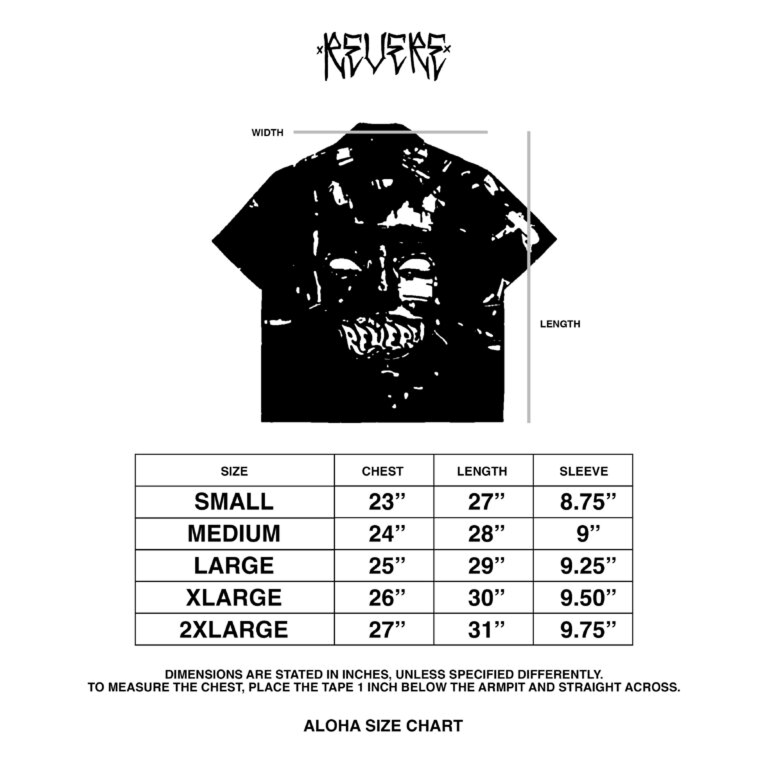 xREVEREx
WIDTH
LENGTH
REVERE
SIZE CHEST LENGTH SLEEVE
SMALL 23” 27” 8.75”
MEDIUM 24” 28” 9”
LARGE 25” 29” 9.25”
XLARGE 26” 30” 9.50”
2XLARGE 27” 31” 9.75”
DIMENSIONS ARE STATED IN INCHES, UNLESS SPECIFIED DIFFERENTLY.
TO MEASURE THE CHEST, PLACE THE TAPE 1 INCH BELOW THE ARMPIT AND STRAIGHT ACROSS.
ALOHA SIZE CHART